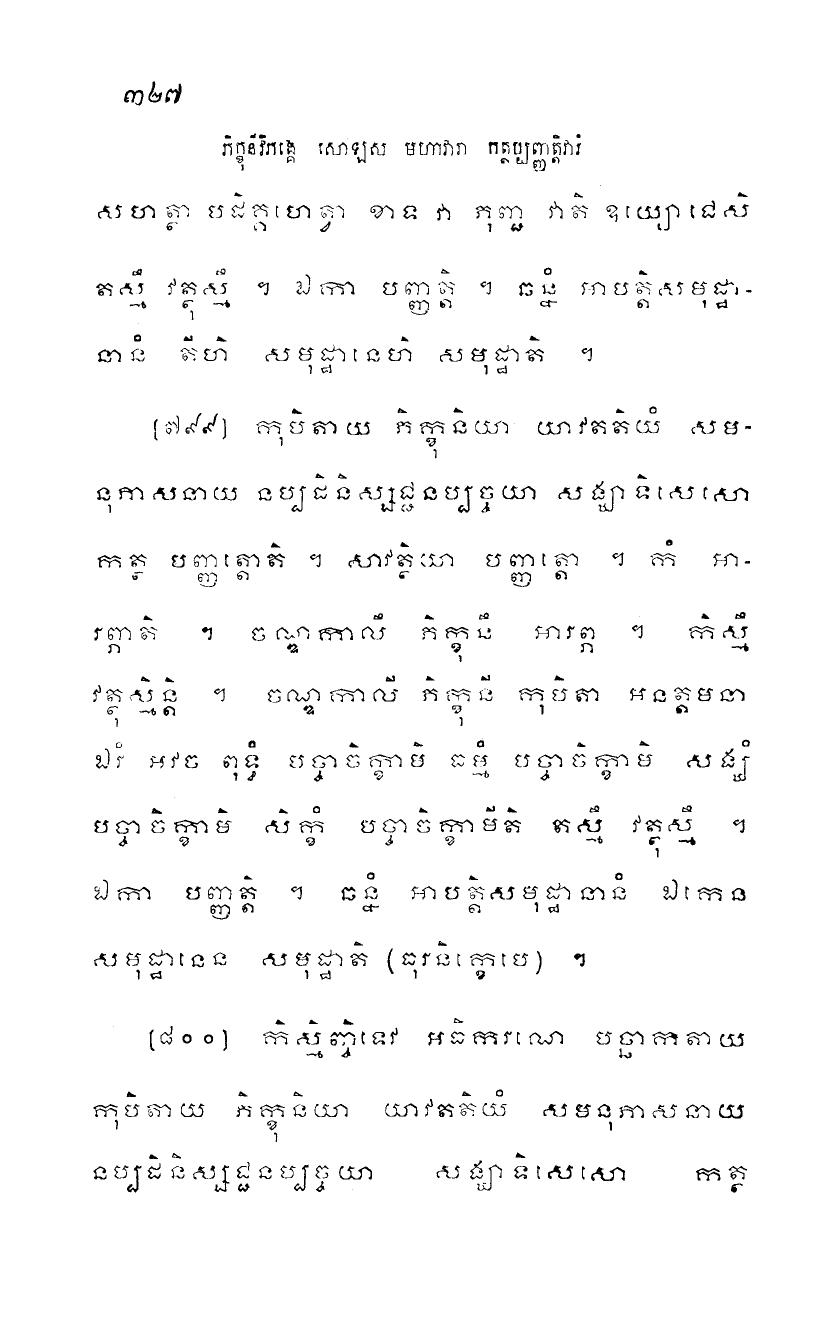 ៣២៧
ភិក្ខុនីវិភង្គេ សោឡស មហាវារា កត្ថប្បញ្ញត្តិវារំ
សហត្ថា បដិគ្គហេត្វា ខាទ វា ភុញ្ជ វាតិ ឧយ្យោជេសិ
តស្មឹ វត្ថុស្មឹ ។ ឯកា បញ្ញត្តិ ។ ឆន្នំ អាបត្តិសមុដ្ឋា-
នានំ តីហិ សមុដ្ឋានេហិ សមុដ្ឋាតិ ។
[៧៩៩] កុបិតាយ ភិក្ខុនិយា យាវតតិយំ សម-
នុភាសនាយ នប្បដិនិស្សជ្ជនប្បច្ចយា សង្ឃាទិសេសោ
កត្ថ បញ្ញត្តោតិ ។ សាវត្ថិយា បញ្ញត្តោ ។ កំ អា-
រព្ភាតិ ។ ចណ្ឌកាលឹ ភិក្ខុនឹ អារព្ភ ។ កិស្មឹ
វត្ថុស្មិន្តិ ។ ចណ្ឌកាលី ភិក្ខុនី កុបិតា អនត្តមនា
ឯវំ អវច ពុទ្ធំ បច្ចាចិក្ខាមិ ធម្មំ បច្ចាចិក្ខាមិ សង្ឃំ
បច្ចាចិក្ខាមិ សិក្ខំ បច្ចាចិក្ខាមីតិ តស្មឹ វត្ថុស្មឹ ។
ឯកា បញ្ញត្តិ ។ ឆន្នំ អាបត្តិសមុដ្ឋានានំ ឯកេន
សមុដ្ឋានេន សមុដ្ឋាតិ (ធុរនិក្ខេបេ) ។
[៨០០] កិស្មិញ្ចិទេវ អធិករណេ បច្ឆាកតាយ
កុបិតាយ ភិក្ខុនិយា យាវតតិយំ សមនុភាសនាយ
នប្បដិនិស្សជ្ជនប្បច្ចយា សង្ឃាទិសេសោ កត្ថ